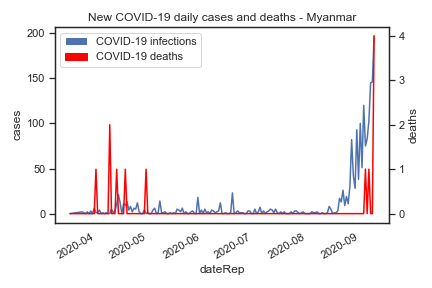 New COVID-19 daily cases and deaths - Myanmar
COVID-19 infections
COVID-19 deaths
200
150
100
50
0
cases
4
3
2
1
0
deaths
2020-04
2020-05
2020-06
2020-07
2020-08
2020-09
dateRep